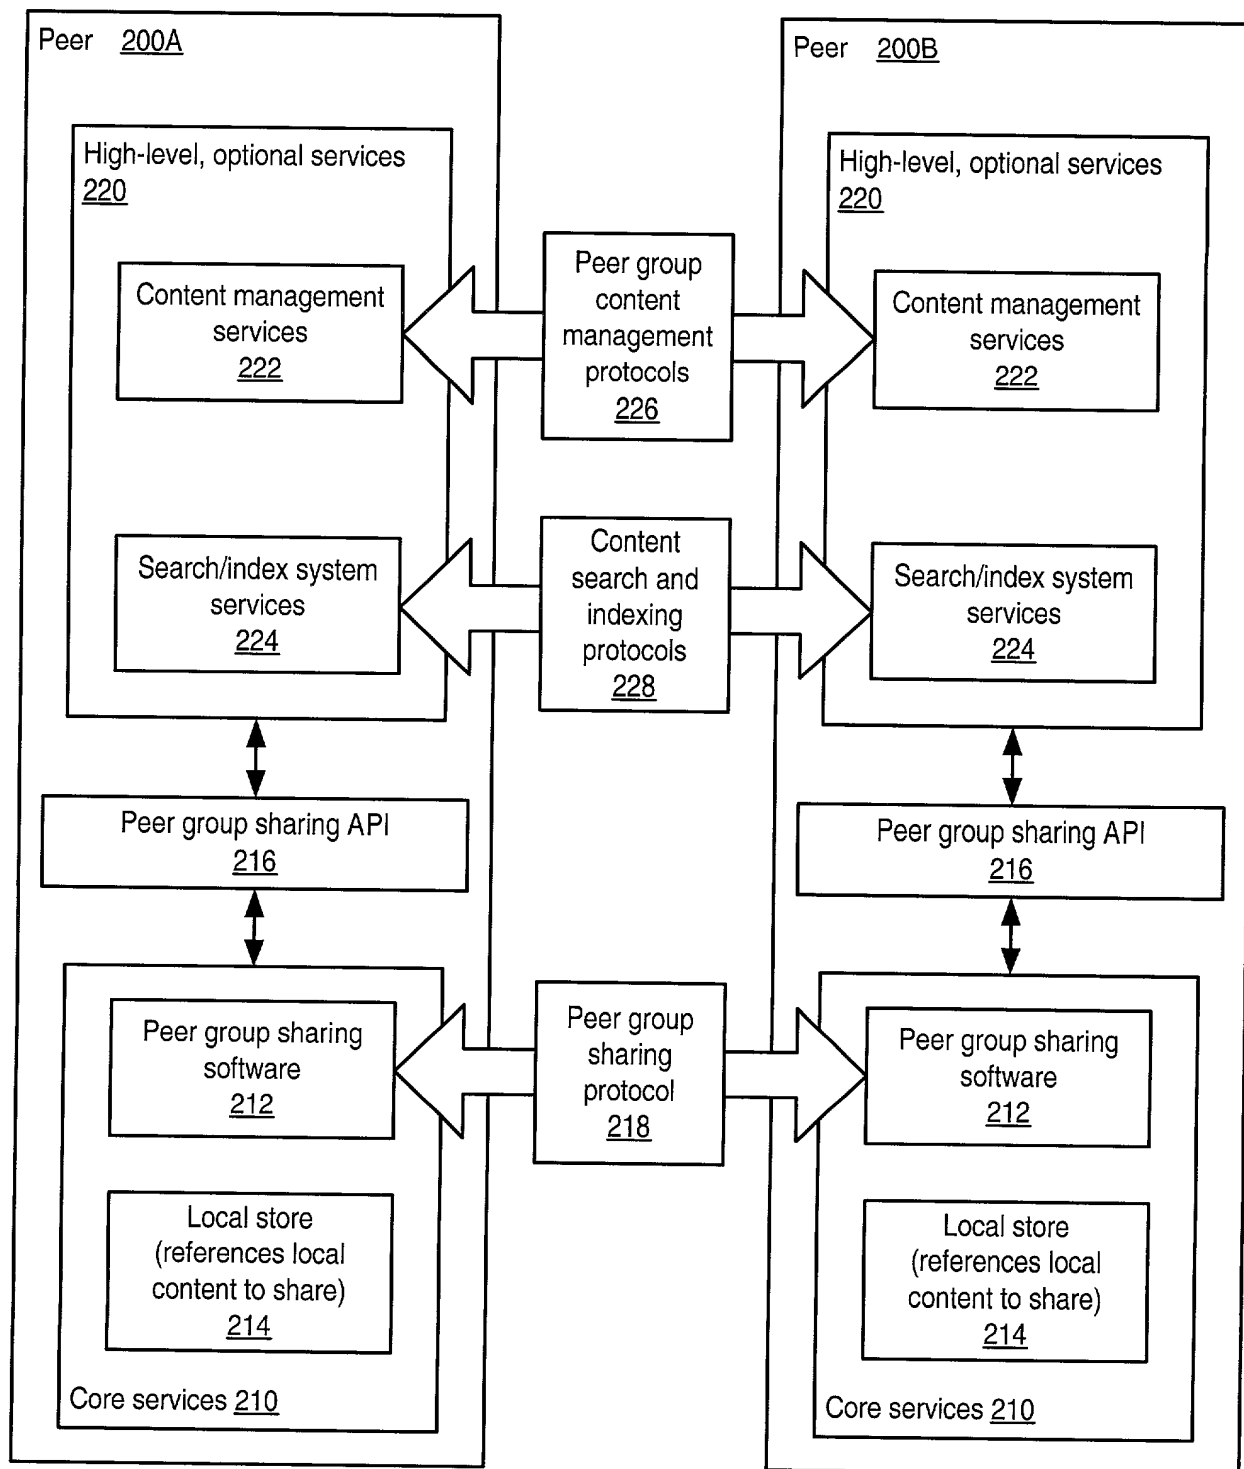 Peer 200A
High-level, optional services
220
Content management
services
222
Search/index system
services
224
Peer group sharing API
216
Peer group sharing
software
212
Local store
(references local
content to share)
214
Core services 210
Peer group
content
management
protocols
226
Content
search and
indexing
protocols
228
Peer group
sharing
protocol
218
Peer 200B
High-level, optional services
220
Content management
services
222
Search/index system
services
224
Peer group sharing API
216
Peer group sharing
software
212
Local store
(references local
content to share)
214
Core services 210